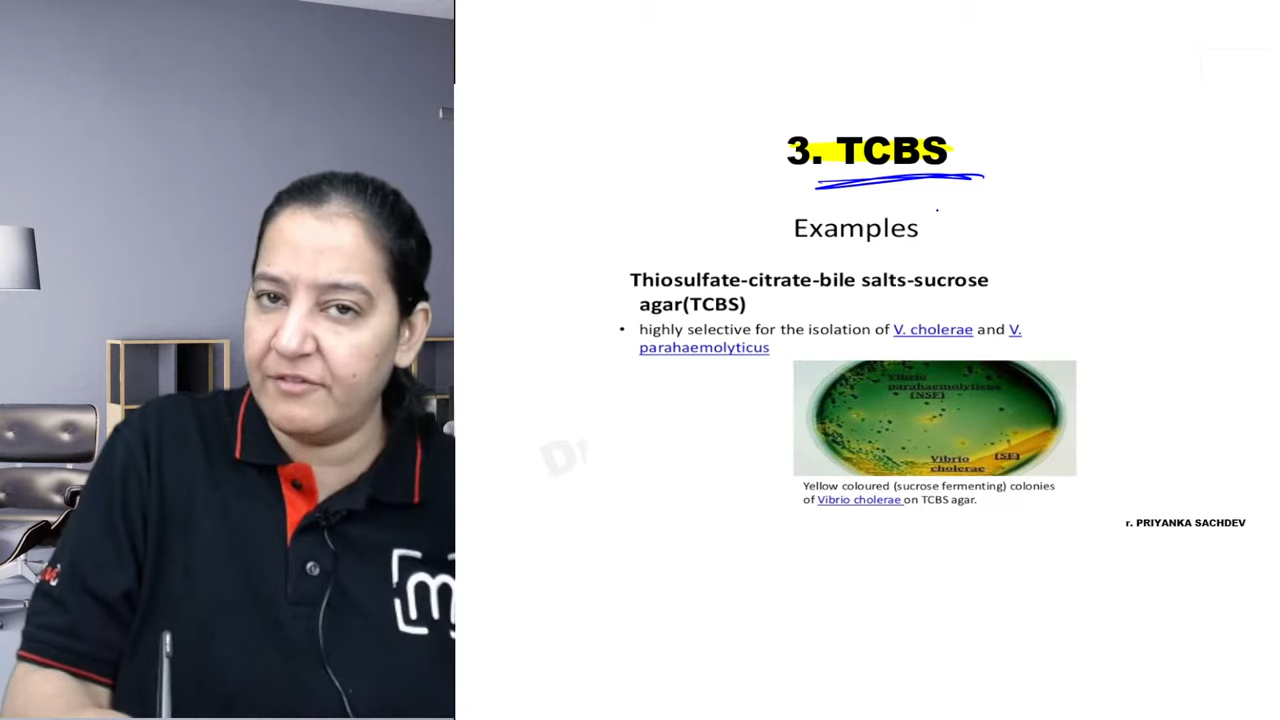 3. TCBS
Examples
Thiosulfate-citrate-bile salts-sucrose
agar(TCBS)
• highly selective for the isolation of V. cholerae and V.
parahaemolyticus
Vibrio
parahaemolyticus
(NSF)
Vibrio (SF)
cholerae
Yellow coloured (sucrose fermenting) colonies
of Vibrio cholerae on TCBS agar.
Dr
r. PRIYANKA SACHDEV
m